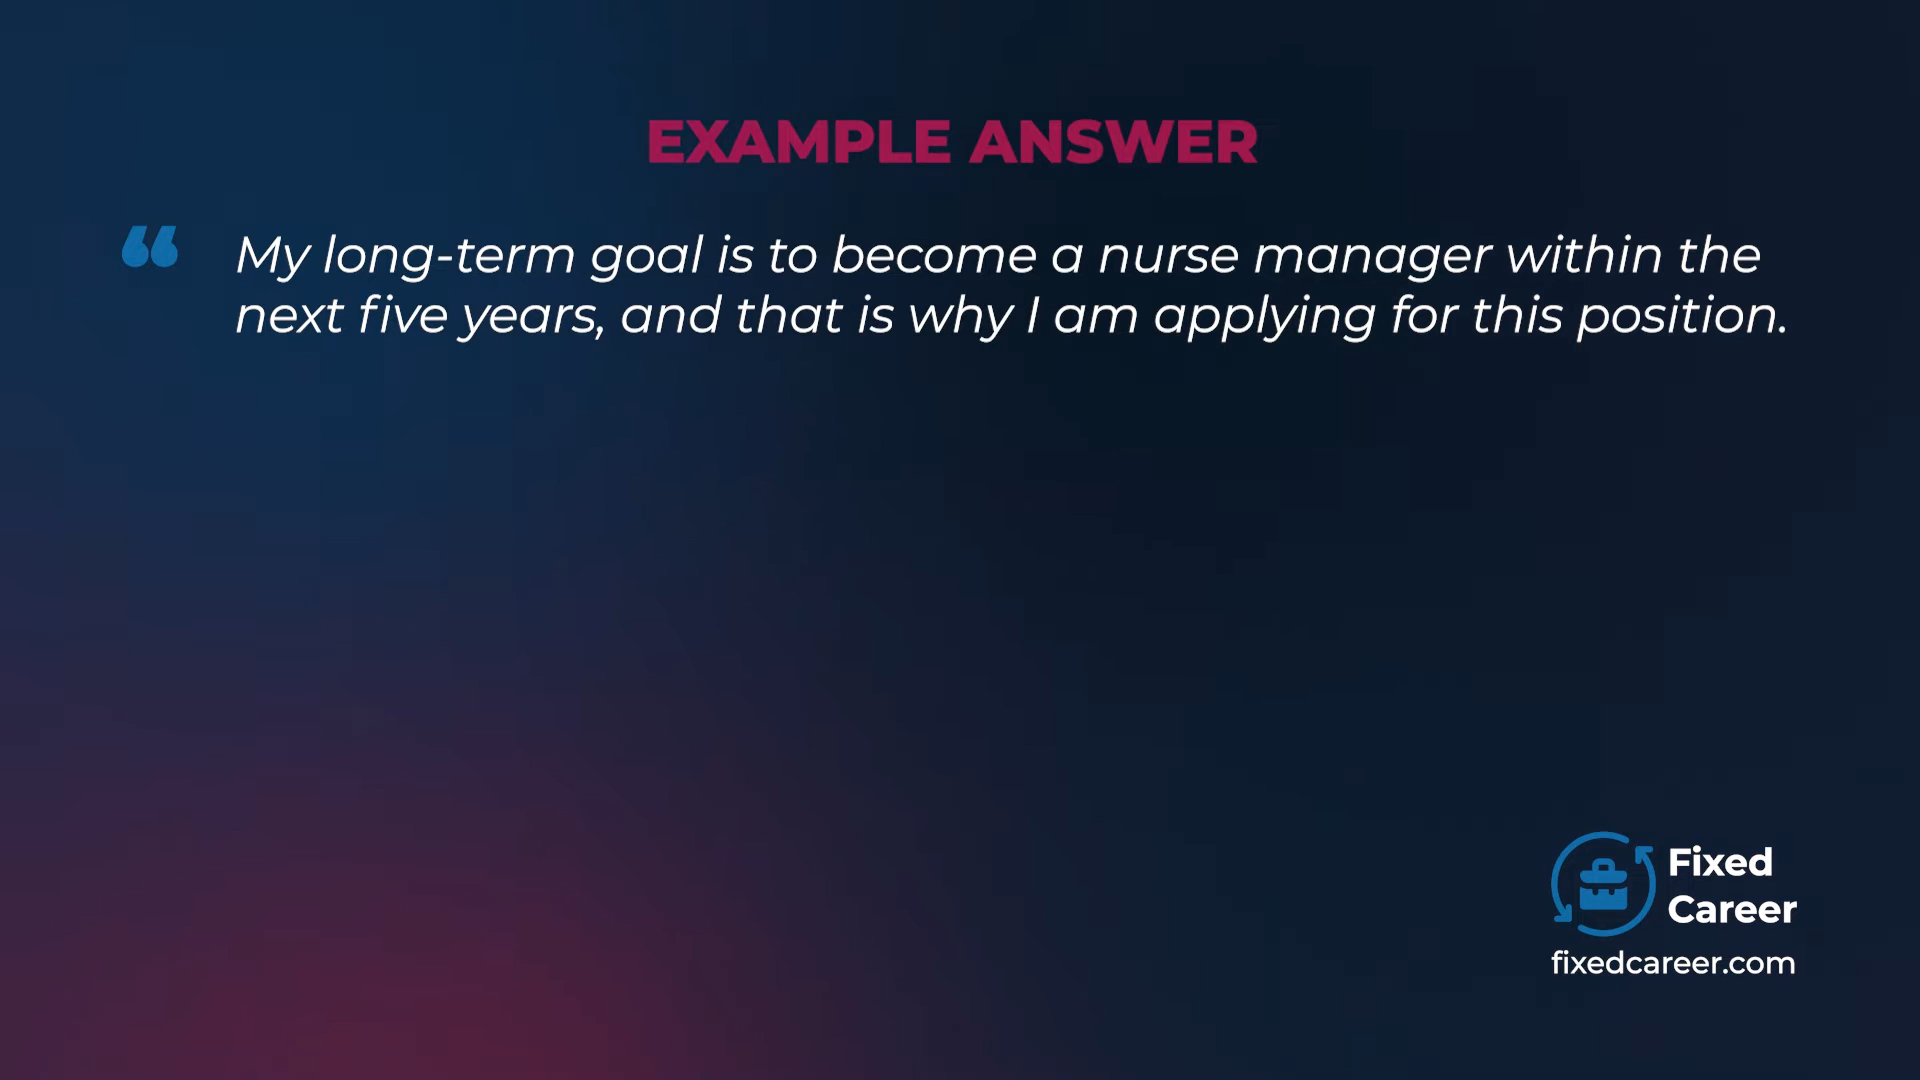 EXAMPLE ANSWER
“ My long-term goal is to become a nurse manager within the
next five years, and that is why I am applying for this position.
Fixed
Career
fixedcareer.com